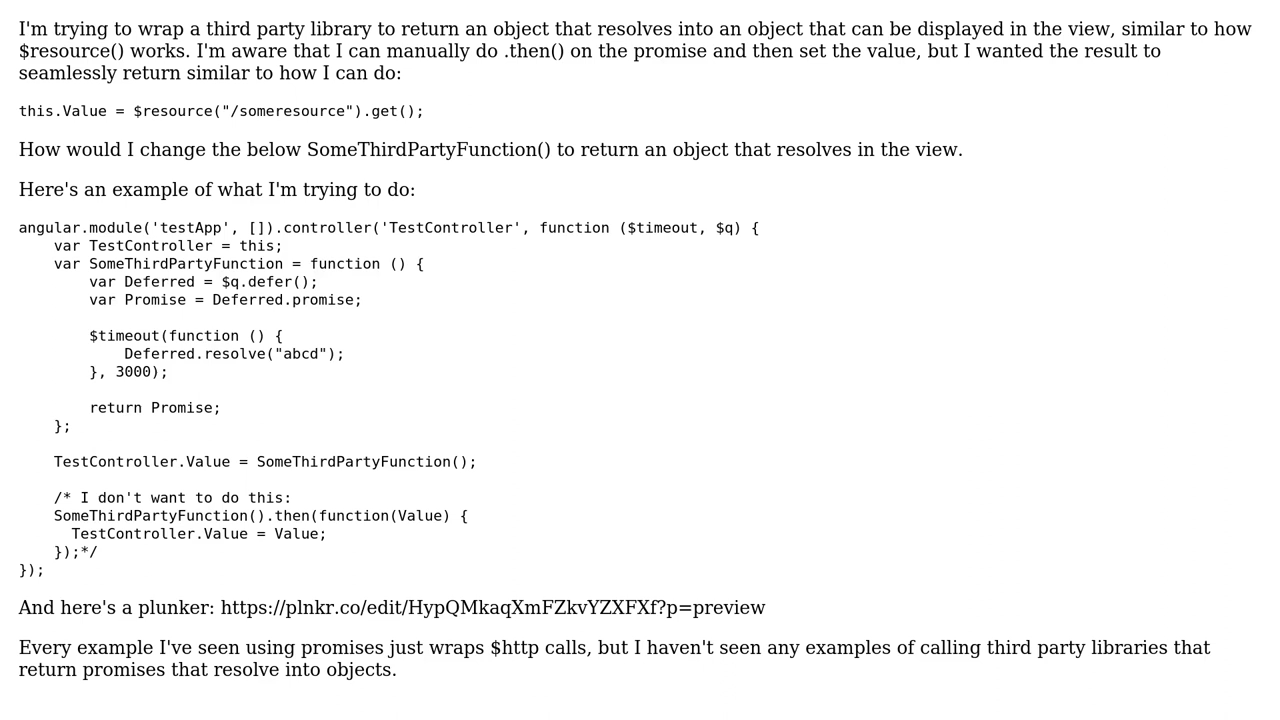 I'm trying to wrap a third party library to return an object that resolves into an object that can be displayed in the view, similar to how
$resource() works. I'm aware that I can manually do .then() on the promise and then set the value, but I wanted the result to
seamlessly return similar to how I can do:
this.Value = $resource("/someresource").get();
How would I change the below SomeThirdPartyFunction() to return an object that resolves in the view.
Here's an example of what I'm trying to do:
angular.module('testApp', []).controller('TestController', function ($timeout, $q) {
    var TestController = this;
    var SomeThirdPartyFunction = function () {
        var Deferred = $q.defer();
        var Promise = Deferred.promise;
        $timeout(function () {
            Deferred.resolve("abcd");
        }, 3000);
        return Promise;
    };
    TestController.Value = SomeThirdPartyFunction();
    /* I don't want to do this:
    SomeThirdPartyFunction().then(function(Value) {
      TestController.Value = Value;
    });*/
});
And here's a plunker: https://plnkr.co/edit/HypQMkaqXmFZkvYZXFXf?p=preview
Every example I've seen using promises just wraps $http calls, but I haven't seen any examples of calling third party libraries that
return promises that resolve into objects.